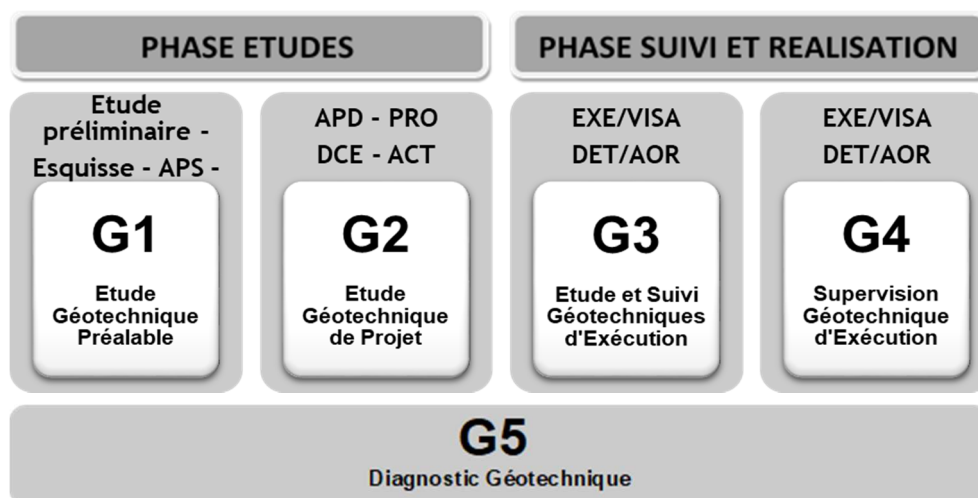 PHASE ETUDES
PHASE SUIVI ET REALISATION
Etude
préliminaire -
Esquisse - APS -
G1
Etude
Géotechnique
Préalable
APD - PRO
DCE - ACT
G2
Etude
Géotechnique
de Projet
EXE/VISA
DET/AOR
G3
Etude et Suivi
Géotechniques
d'Exécution
EXE/VISA
DET/AOR
G4
Supervision
Géotechnique
d'Exécution
G5
Diagnostic Géotechnique